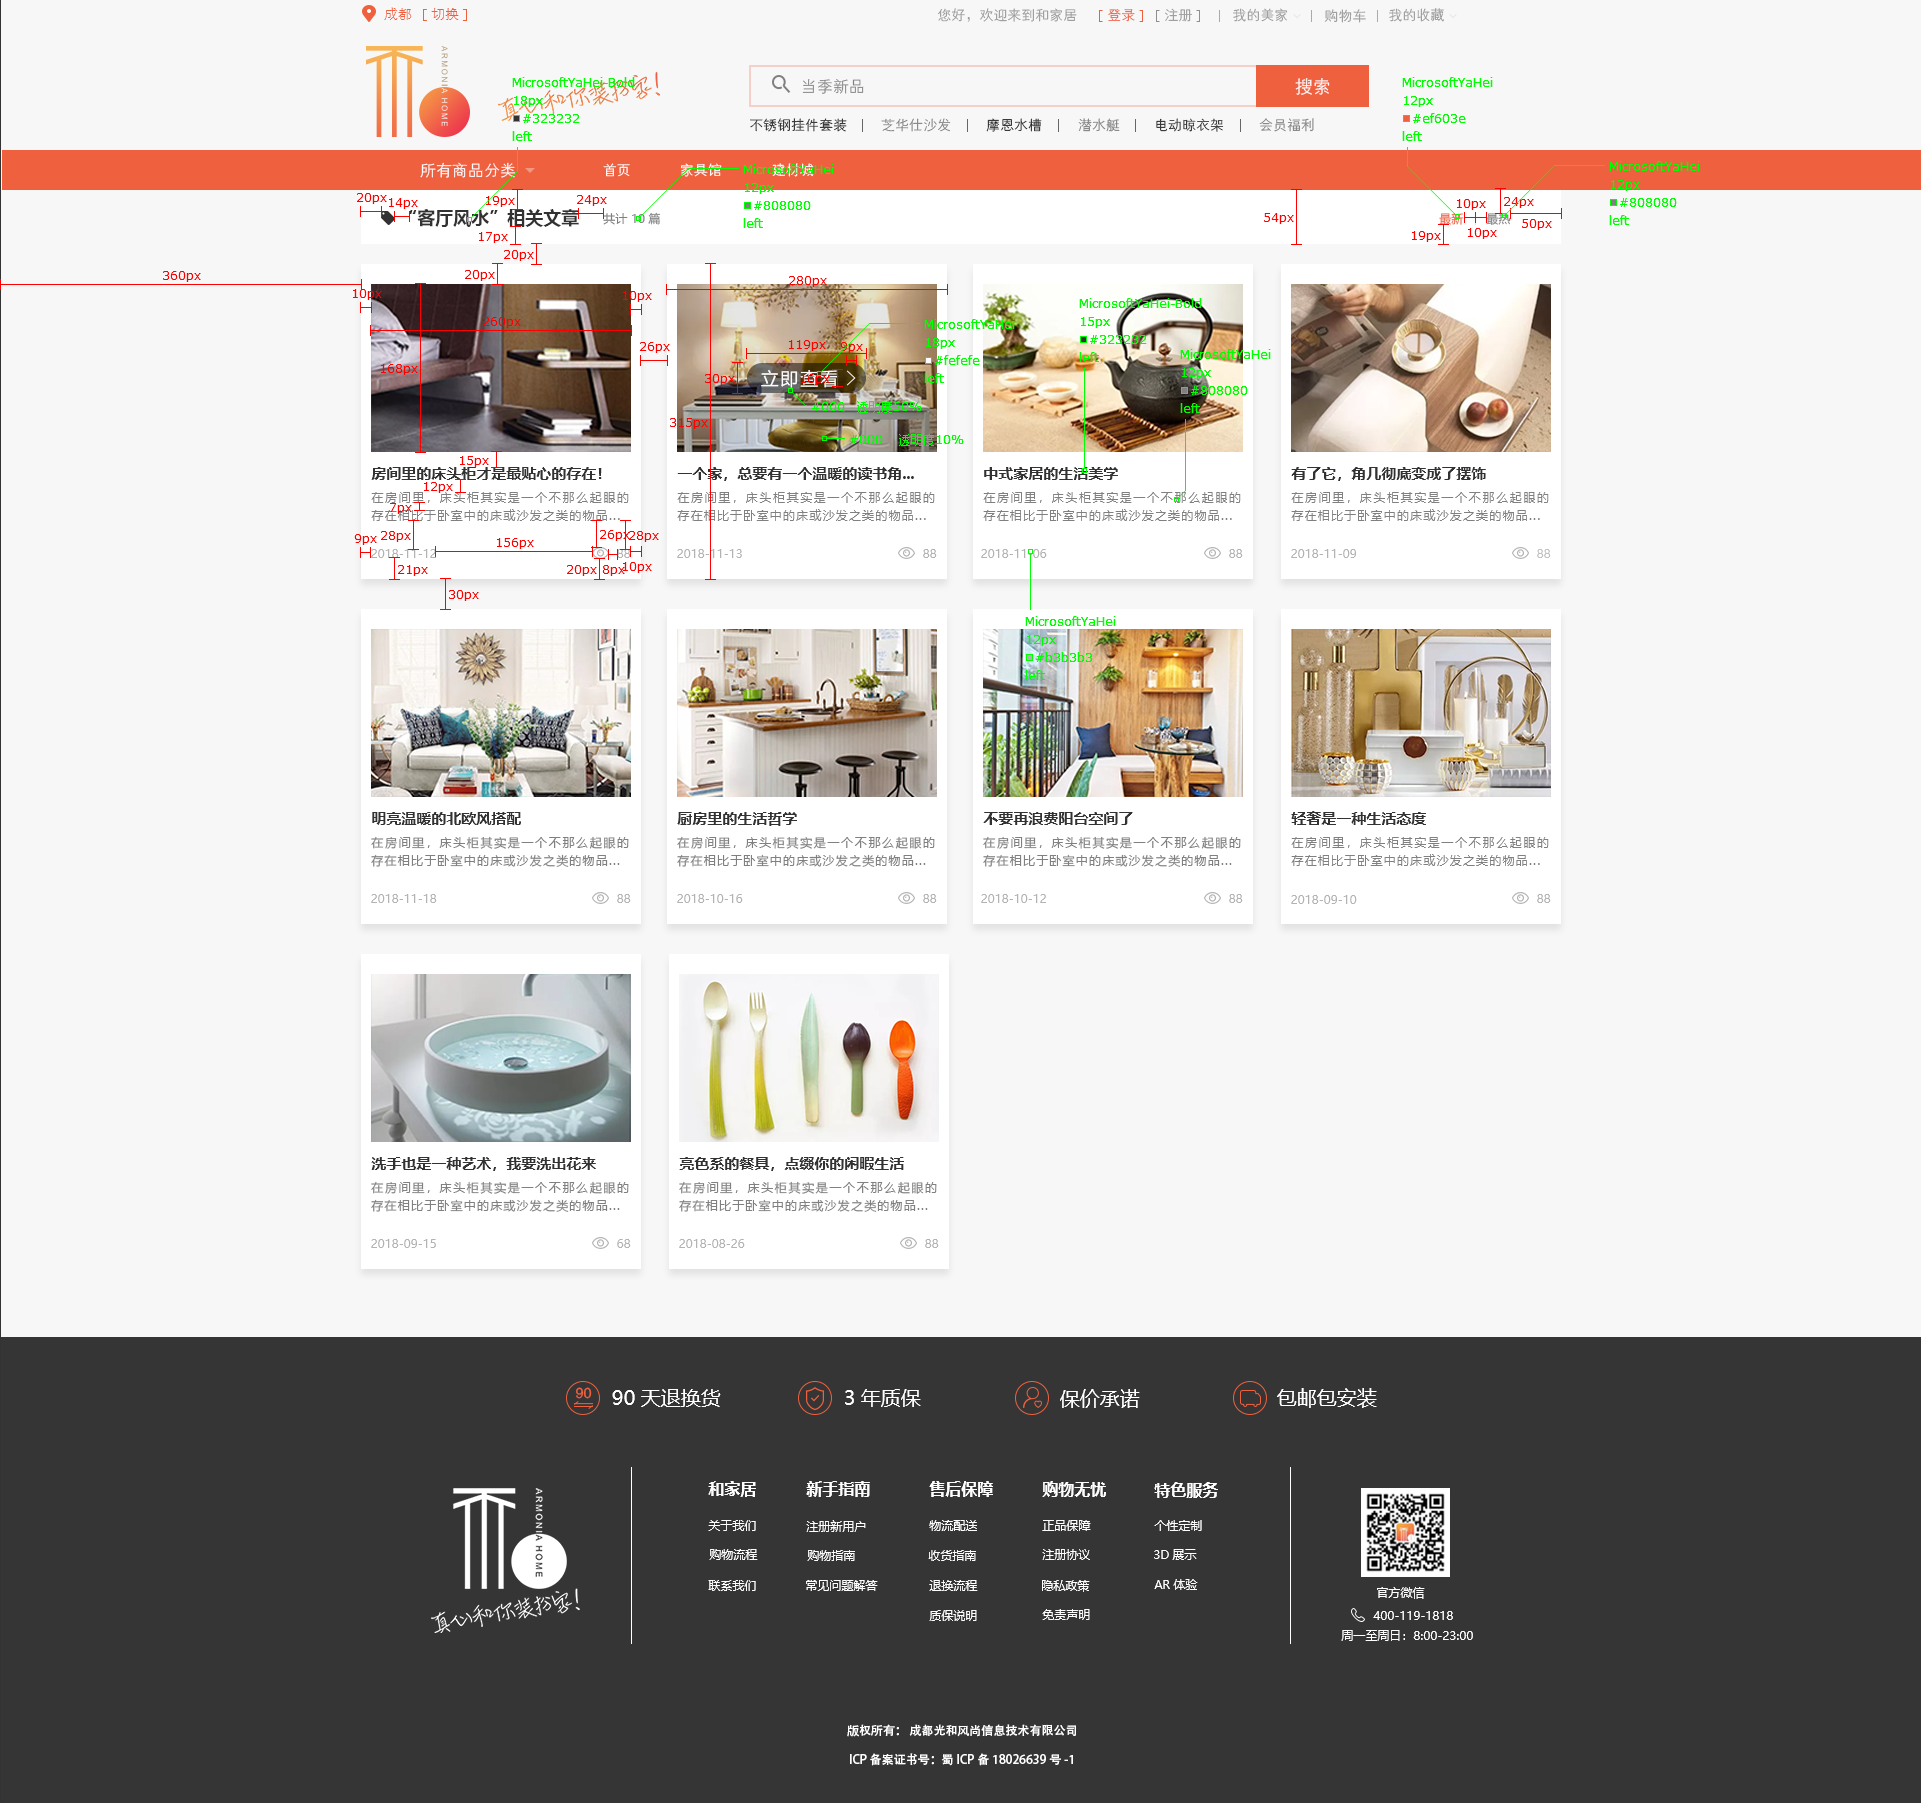 成都 [ 切换 ]
您好，欢迎来到和家居 [ 登录 ] [ 注册 ] | 我的美家 | 购物车 | 我的收藏
ARMONIA HOME
真心和你装扮家！
MicrosoftYaHei-Bold
18px
#323232
left
当季新品
搜索
不锈钢挂件套装 | 芝华仕沙发 | 摩恩水槽 | 潜水艇 | 电动晾衣架 | 会员福利
MicrosoftYaHei
12px
#ef603e
left
所有商品分类 首页 家具馆 建材城
MicrosoftYaHei
12px
#808080
left
MicrosoftYaHei
12px
#808080
left
20px 14px 19px 24px
“客厅风水”相关文章 共计 10 篇
17px
20px
54px
最新 最热
10px 24px
19px 10px 50px
360px
20px
10px
10px
260px
168px
26px
280px
119px 9px
30px
315px
立即查看
MicrosoftYaHei
18px
#fefefe
left
#000 透明度50%
#000 透明度10%
MicrosoftYaHei-Bold
15px
#323232
left
MicrosoftYaHei
12px
#808080
left
15px
房间里的床头柜才是最贴心的存在！
12px
在房间里，床头柜其实是一个不那么起眼的
7px
存在相比于卧室中的床或沙发之类的物品...
9px 28px 156px 26px 28px
2018-11-12 88
21px 20px 8px 10px
30px
一个家，总要有一个温暖的读书角...
在房间里，床头柜其实是一个不那么起眼的
存在相比于卧室中的床或沙发之类的物品...
2018-11-13 88
中式家居的生活美学
在房间里，床头柜其实是一个不那么起眼的
存在相比于卧室中的床或沙发之类的物品...
2018-11-06 88
有了它，角几彻底变成了摆饰
在房间里，床头柜其实是一个不那么起眼的
存在相比于卧室中的床或沙发之类的物品...
2018-11-09 88
MicrosoftYaHei
12px
#b3b3b3
left
明亮温暖的北欧风搭配
在房间里，床头柜其实是一个不那么起眼的
存在相比于卧室中的床或沙发之类的物品...
2018-11-18 88
厨房里的生活哲学
在房间里，床头柜其实是一个不那么起眼的
存在相比于卧室中的床或沙发之类的物品...
2018-10-16 88
不要再浪费阳台空间了
在房间里，床头柜其实是一个不那么起眼的
存在相比于卧室中的床或沙发之类的物品...
2018-10-12 88
轻奢是一种生活态度
在房间里，床头柜其实是一个不那么起眼的
存在相比于卧室中的床或沙发之类的物品...
2018-09-10 88
洗手也是一种艺术，我要洗出花来
在房间里，床头柜其实是一个不那么起眼的
存在相比于卧室中的床或沙发之类的物品...
2018-09-15 68
亮色系的餐具，点缀你的闲暇生活
在房间里，床头柜其实是一个不那么起眼的
存在相比于卧室中的床或沙发之类的物品...
2018-08-26 88
90 90 天退换货 3 年质保 保价承诺 包邮包安装
ARMONIA HOME
真心和你装扮家！
和家居
关于我们
购物流程
联系我们
新手指南
注册新用户
购物指南
常见问题解答
售后保障
物流配送
收货指南
退换流程
质保说明
购物无忧
正品保障
注册协议
隐私政策
免责声明
特色服务
个性定制
3D 展示
AR 体验
官方微信
400-119-1818
周一至周日：8:00-23:00
版权所有： 成都光和风尚信息技术有限公司
ICP 备案证书号：蜀 ICP 备 18026639 号 -1